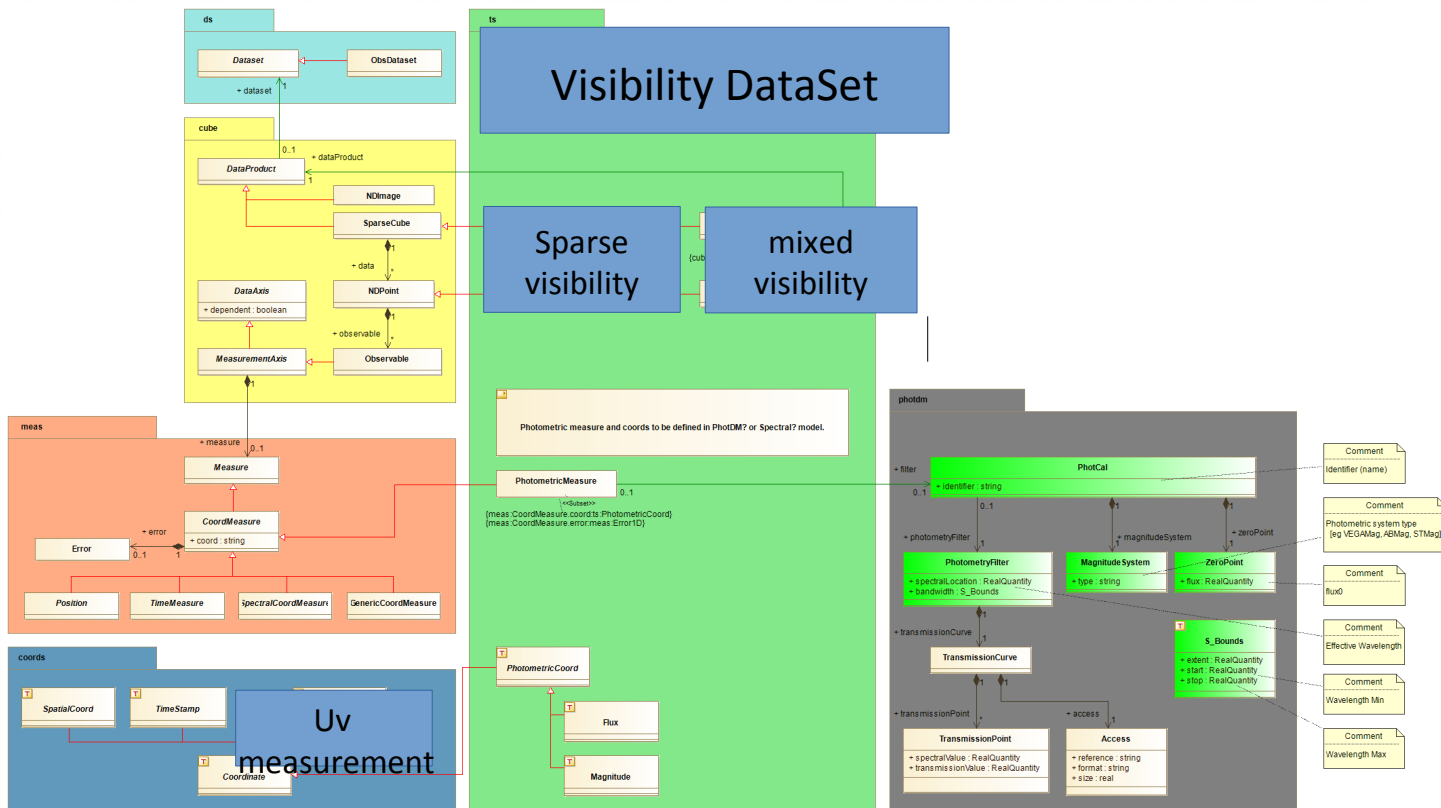 ds
Dataset
ObsDataset
+ dataset
1
cube
0..1
+ dataProduct
DataProduct
1
NDImage
SparseCube
1
+ data
*
DataAxis
+ dependent : boolean
NDPoint
1
+ observable
*
MeasurementAxis
Observable
1
meas
+ measure
0..1
Measure
CoordMeasure
+ coord : string
+ error
Error
0..1
1
Position
TimeMeasure
SpectralCoordMeasure
GenericCoordMeasure
coords
SpatialCoord
TimeStamp
Uv
measurement
Coordinate
ts
Visibility DataSet
Sparse
visibility
{cub
mixed
visibility
Photometric measure and coords to be defined in PhotDM? or Spectral? model.
PhotometricMeasure
0..1
<<Subset>>
{meas:CoordMeasure.coord:ts:PhotometricCoord}
{meas:CoordMeasure.error:meas:Error1D}
PhotometricCoord
Flux
Magnitude
photdm
+ filter
0..1
PhotCal
+ identifier : string
0..1
1
1
+ photometryFilter
1
+ magnitudeSystem
1
+ zeroPoint
1
PhotometryFilter
+ spectralLocation : RealQuantity
+ bandwidth : S_Bounds
MagnitudeSystem
+ type : string
ZeroPoint
+ flux : RealQuantity
1
+ transmissionCurve
1
TransmissionCurve
1
1
S_Bounds
+ extent : RealQuantity
+ start : RealQuantity
+ stop : RealQuantity
+ transmissionPoint
*
+ access
1
TransmissionPoint
+ spectralValue : RealQuantity
+ transmissionValue : RealQuantity
Access
+ reference : string
+ format : string
+ size : real
Comment
Identifier (name)
Comment
Photometric system type
[eg VEGAMag, ABMag, STMag]
Comment
flux0
Comment
Effective Wavelength
Comment
Wavelength Min
Comment
Wavelength Max